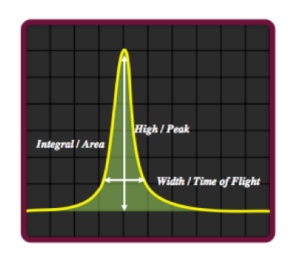 High / Peak
Integral / Area
Width / Time of Flight